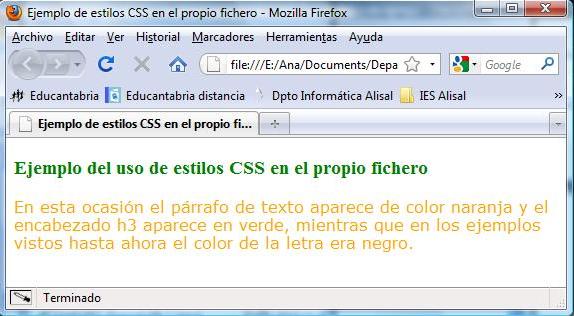 Ejemplo de estilos CSS en el propio fichero - Mozilla Firefox
Archivo Editar Ver Historial Marcadores Herramientas Ayuda
file:///E:/Ana/Documents/Depa Google
Educantabria Educantabria distancia Dpto Informática Alisal IES Alisal »
Ejemplo de estilos CSS en el propio fi...
Ejemplo del uso de estilos CSS en el propio fichero
En esta ocasión el párrafo de texto aparece de color naranja y el
encabezado h3 aparece en verde, mientras que en los ejemplos
vistos hasta ahora el color de la letra era negro.
Terminado